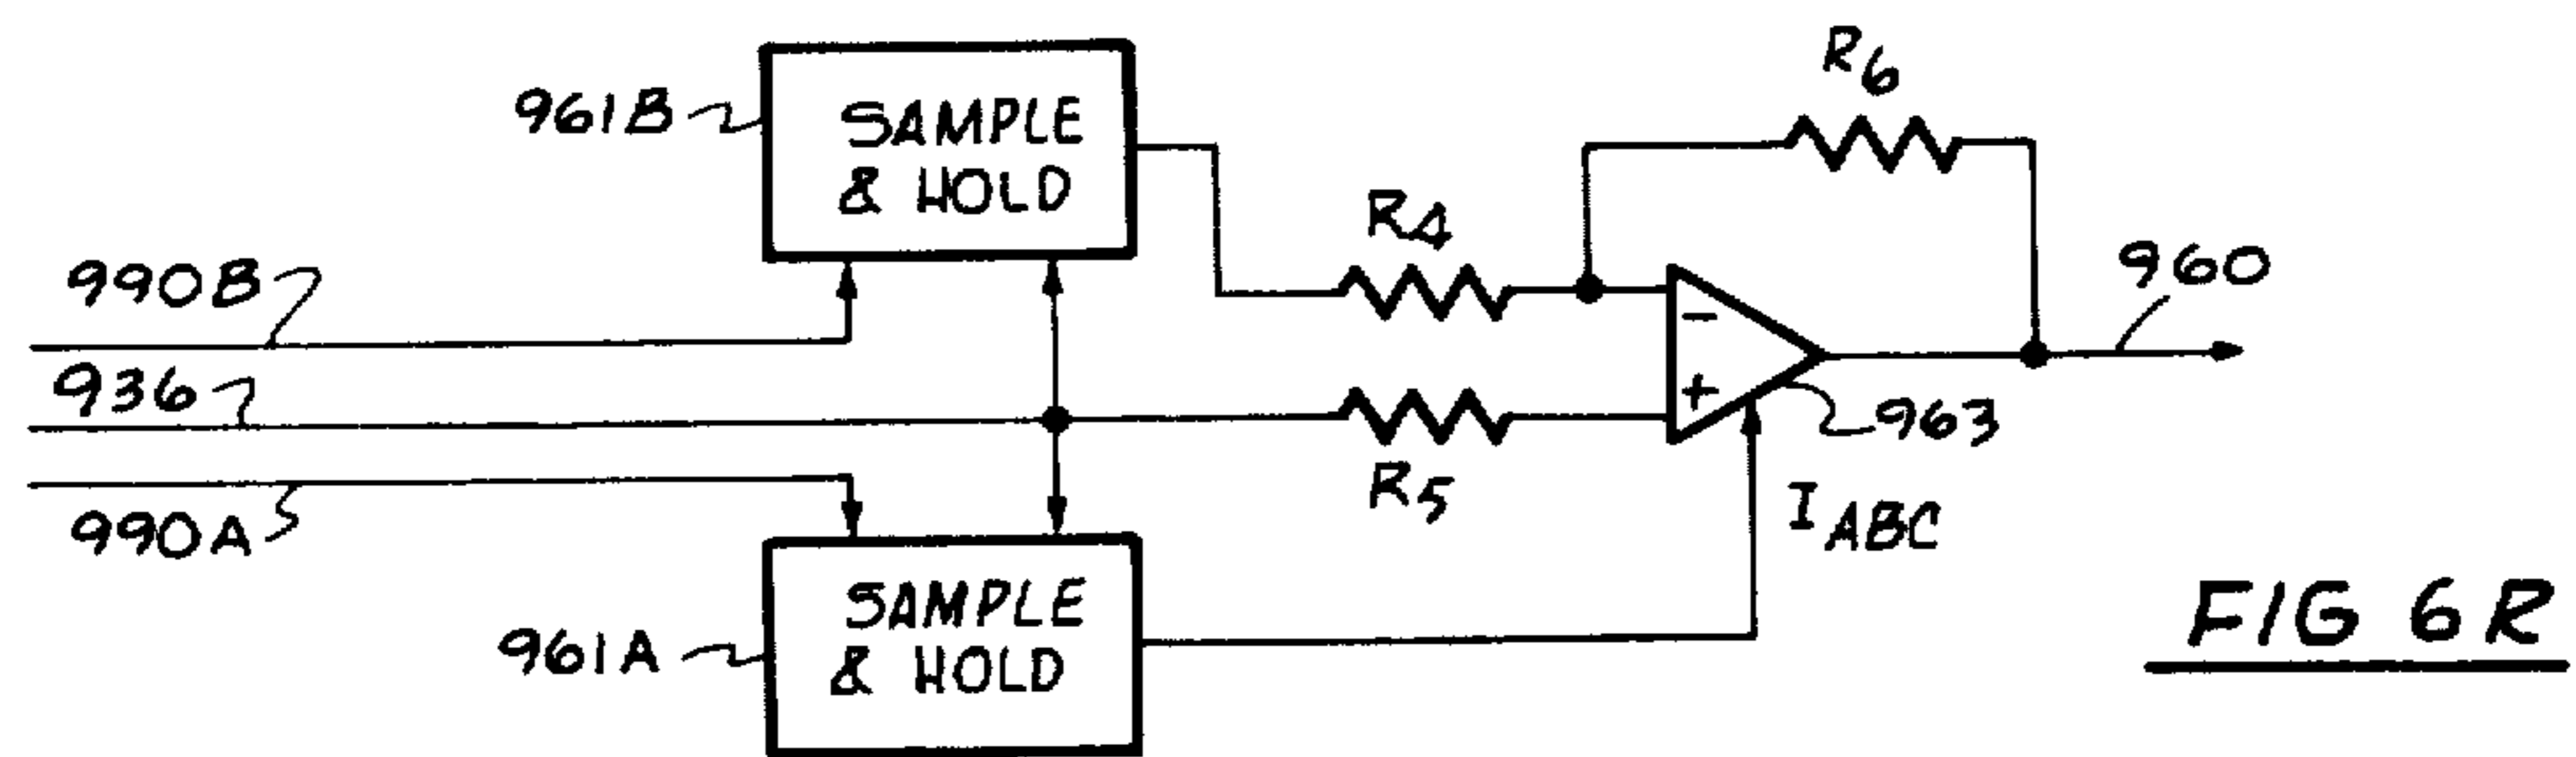 R6
961B
SAMPLE
& HOLD
R4
990B
960
936
-
+
963
R5
990A
IABC
961A
SAMPLE
& HOLD
FIG 6R